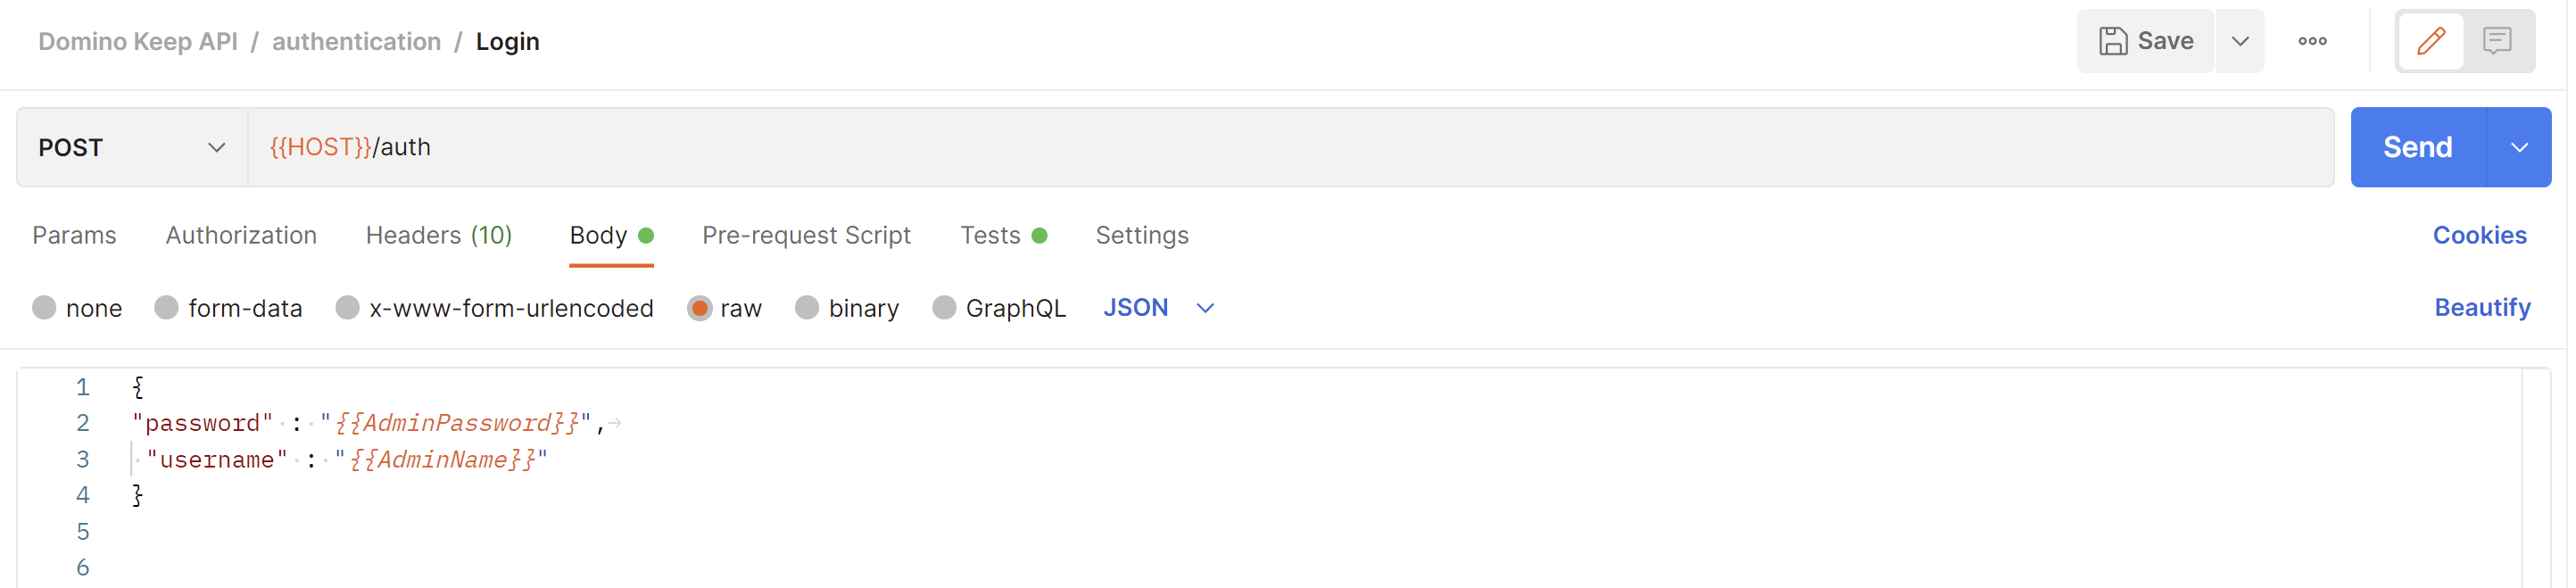 Domino Keep API / authentication / Login
Save
POST
{{HOST}}/auth
Send
Params Authorization Headers (10) Body Pre-request Script Tests Settings Cookies
none form-data x-www-form-urlencoded raw binary GraphQL JSON Beautify
1 {
2 "password" : "{{AdminPassword}}",
3 "username" : "{{AdminName}}"
4 }
5
6